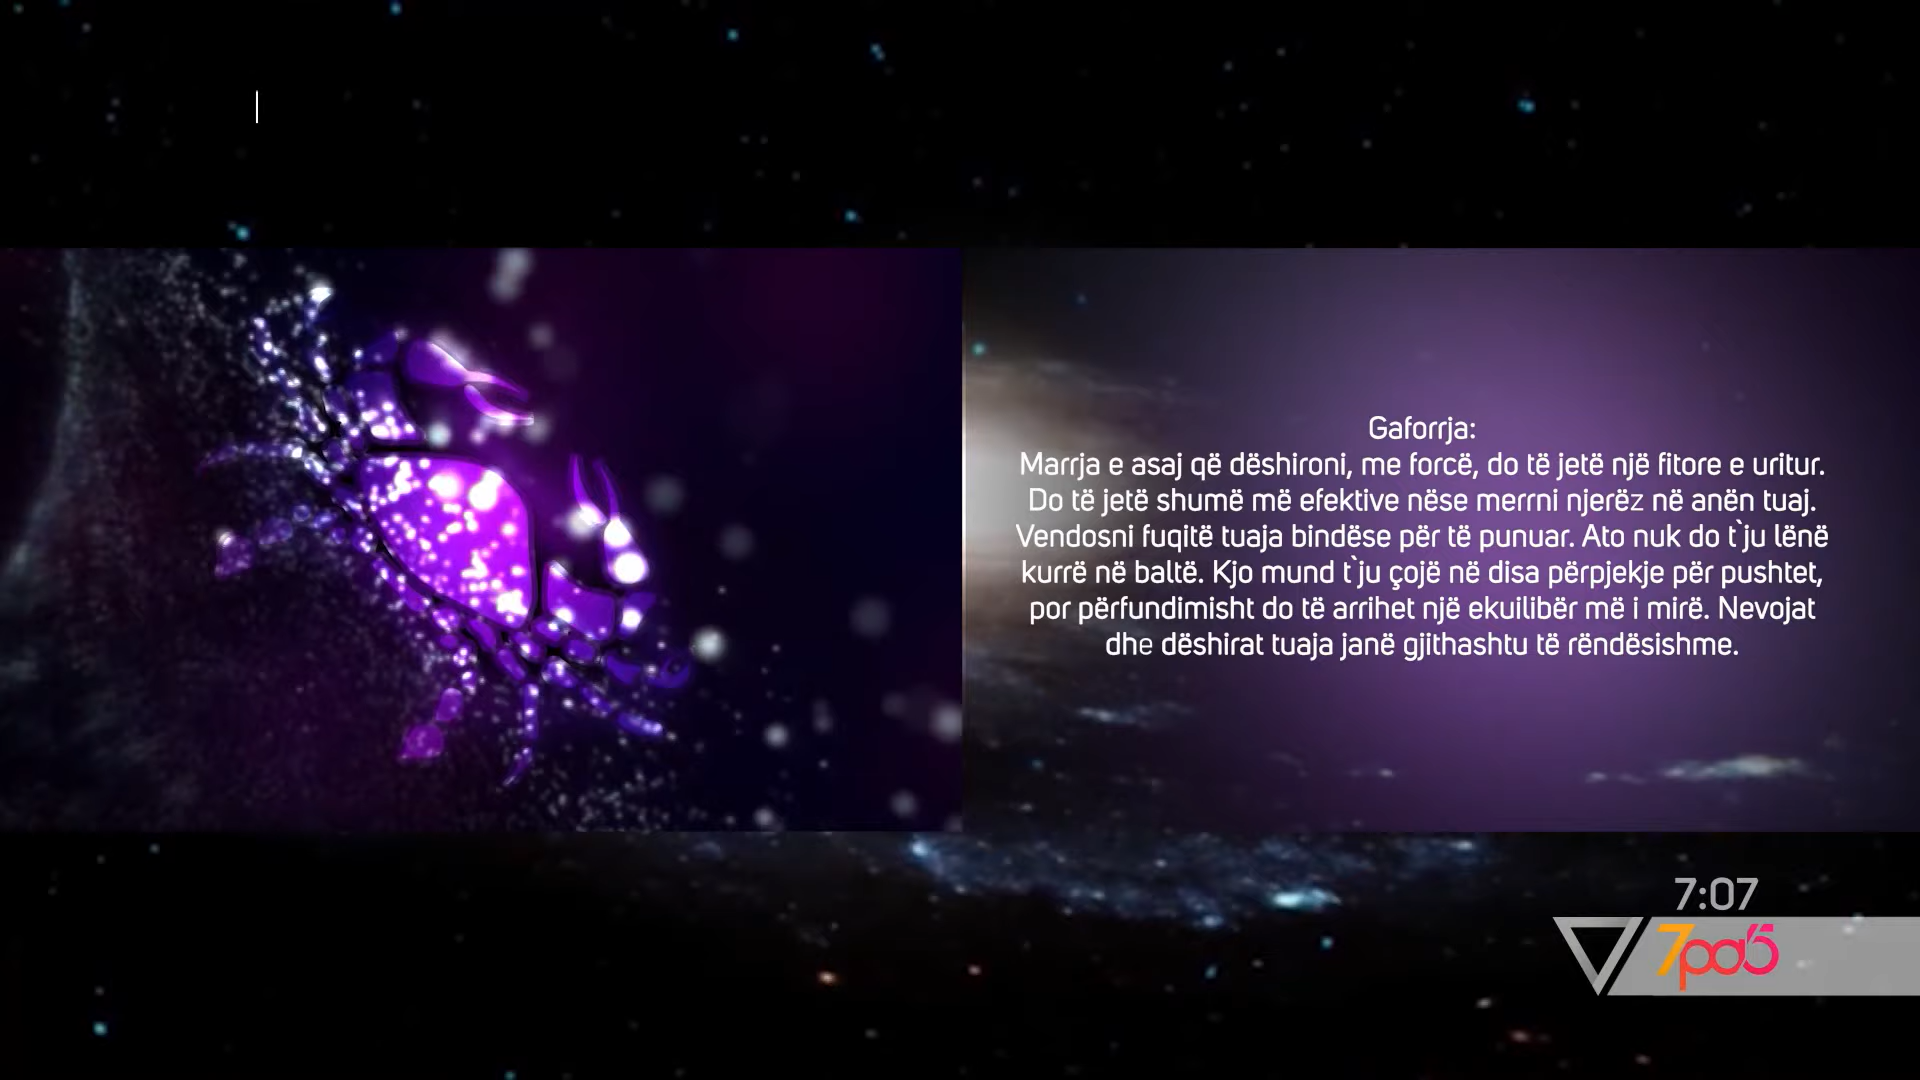 Gaforrja:
Marrja e asaj që dëshironi, me forcë, do të jetë një fitore e uritur.
Do të jetë shumë më efektive nëse merrni njerëz në anën tuaj.
Vendosni fuqitë tuaja bindëse për të punuar. Ato nuk do t`ju lënë
kurrë në baltë. Kjo mund t`ju çojë në disa përpjekje për pushtet,
por përfundimisht do të arrihet një ekuilibër më i mirë. Nevojat
dhe dëshirat tuaja janë gjithashtu të rëndësishme.
7:07
7pa5